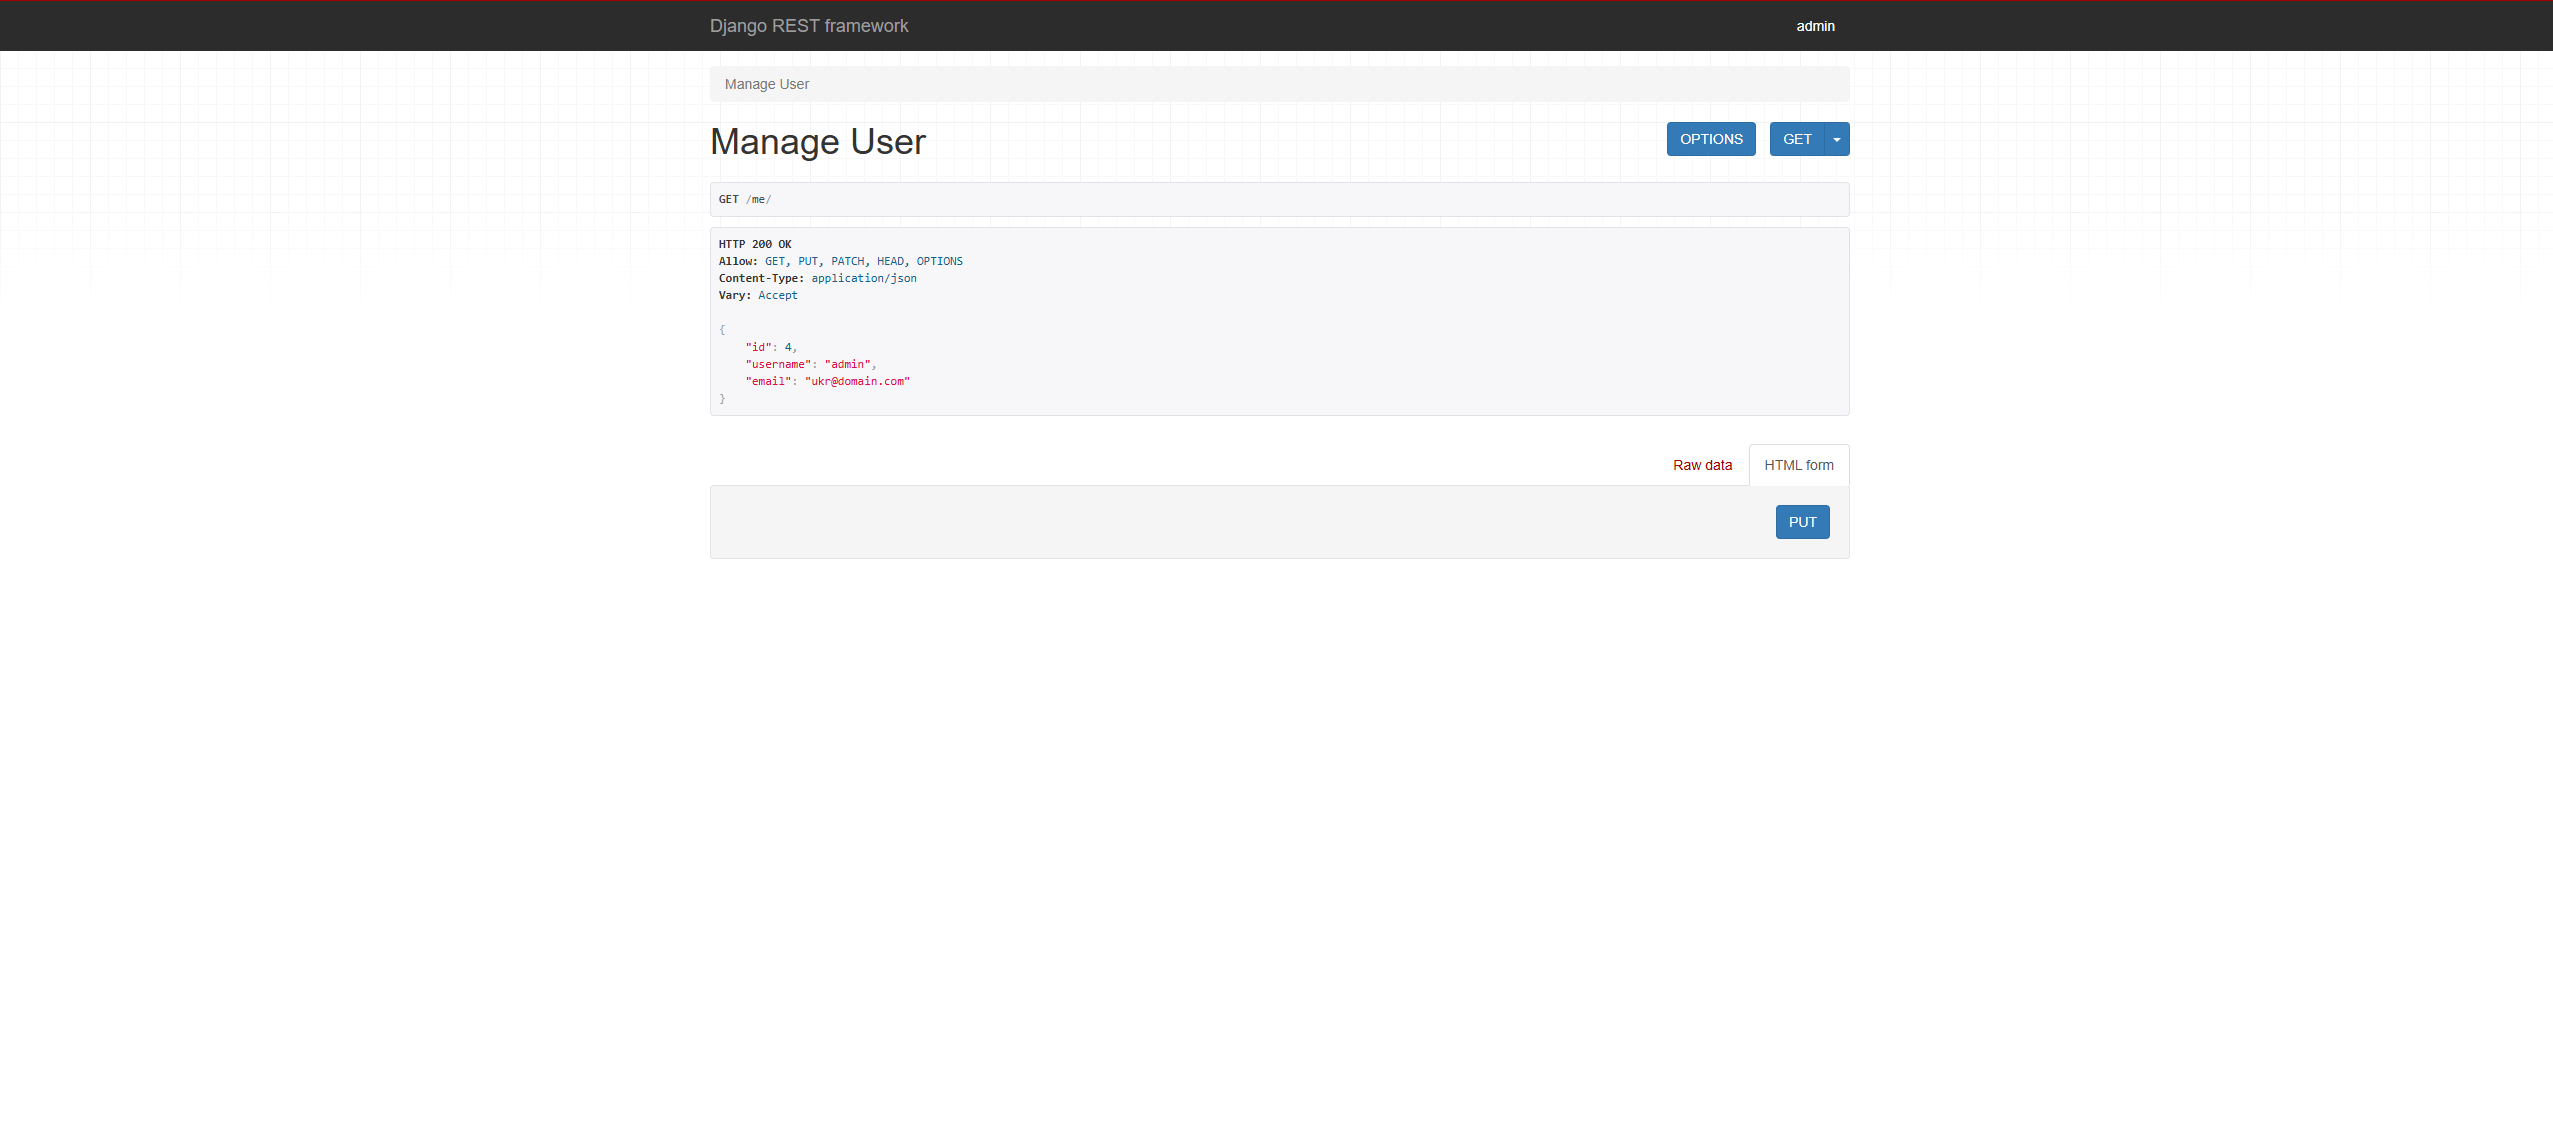 Django REST framework
admin
Manage User
Manage User
OPTIONS
GET
GET /me/
HTTP 200 OK
Allow: GET, PUT, PATCH, HEAD, OPTIONS
Content-Type: application/json
Vary: Accept
{
    "id": 4,
    "username": "admin",
    "email": "ukr@domain.com"
}
Raw data
HTML form
PUT